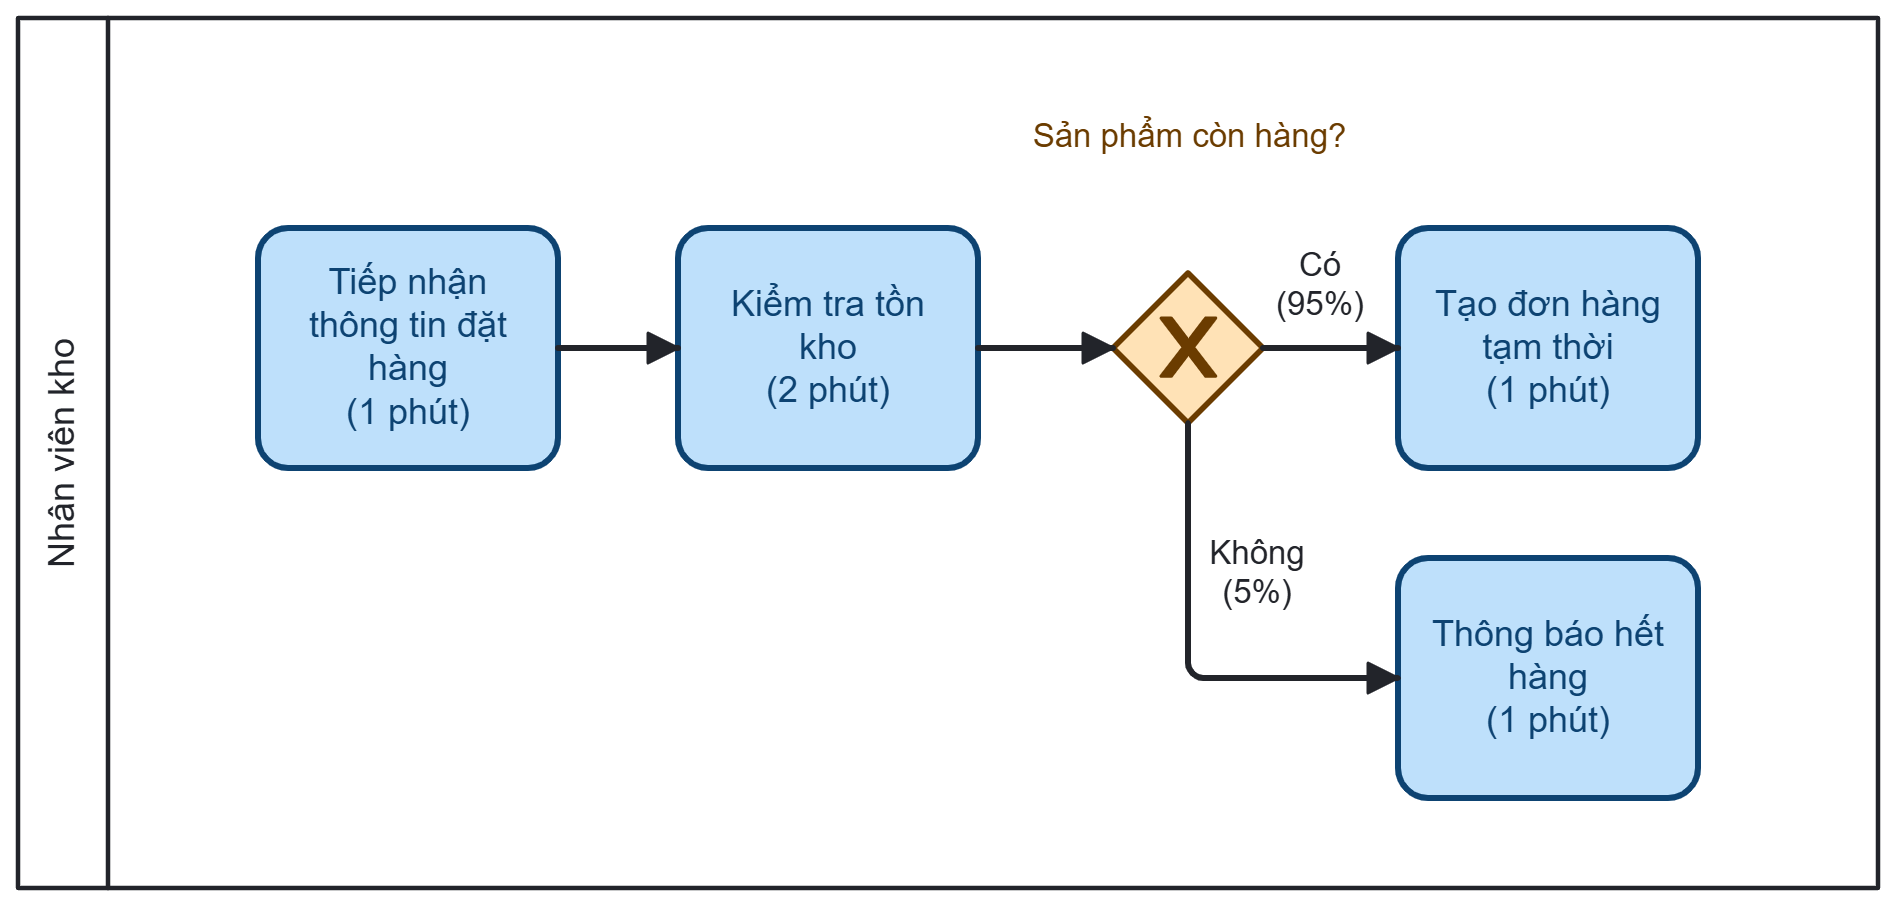 Nhân viên kho
Sản phẩm còn hàng?
Tiếp nhận
thông tin đặt
hàng
(1 phút)
Kiểm tra tồn
kho
(2 phút)
X
Có
(95%)
Tạo đơn hàng
tạm thời
(1 phút)
Không
(5%)
Thông báo hết
hàng
(1 phút)